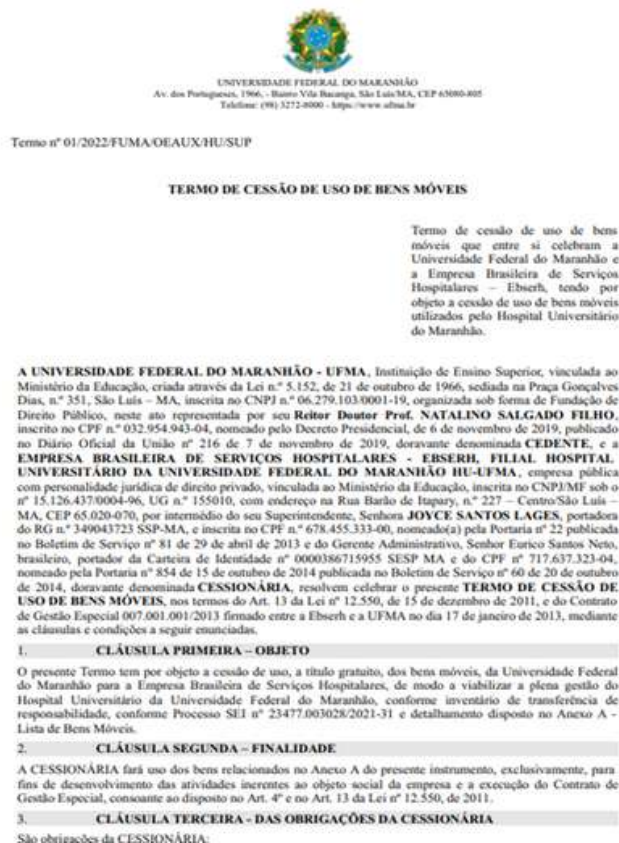 UNIVERSIDADE FEDERAL DO MARANHÃO
Av. dos Portugueses, 1966, - Bairro Vila Bacanga, São Luís/MA, CEP 65080-805
Telefone: (98) 3272-8000 - https://www.ufma.br
Termo nº 01/2022/FUMA/OEAUX/HU/SUP
TERMO DE CESSÃO DE USO DE BENS MÓVEIS
Termo de cessão de uso de bens
móveis que entre si celebram a
Universidade Federal do Maranhão e
a Empresa Brasileira de Serviços
Hospitalares – Ebserh, tendo por
objeto a cessão de uso de bens móveis
utilizados pelo Hospital Universitário
do Maranhão.
A UNIVERSIDADE FEDERAL DO MARANHÃO - UFMA, Instituição de Ensino Superior, vinculada ao
Ministério da Educação, criada através da Lei n.º 5.152, de 21 de outubro de 1966, sediada na Praça Gonçalves
Dias, n.º 351, São Luís – MA, inscrita no CNPJ n.º 06.279.103/0001-19, organizada sob forma de Fundação de
Direito Público, neste ato representada por seu Reitor Doutor Prof. NATALINO SALGADO FILHO,
inscrito no CPF n.º 032.954.943-04, nomeado pelo Decreto Presidencial, de 6 de novembro de 2019, publicado
no Diário Oficial da União nº 216 de 7 de novembro de 2019, doravante denominada CEDENTE, e a
EMPRESA BRASILEIRA DE SERVIÇOS HOSPITALARES - EBSERH, FILIAL HOSPITAL
UNIVERSITÁRIO DA UNIVERSIDADE FEDERAL DO MARANHÃO HU-UFMA, empresa pública
com personalidade jurídica de direito privado, vinculada ao Ministério da Educação, inscrita no CNPJ/MF sob o
nº 15.126.437/0004-96, UG n.º 155010, com endereço na Rua Barão de Itapary, n.º 227 – Centro/São Luís –
MA, CEP 65.020-070, por intermédio do seu Superintendente, Senhora JOYCE SANTOS LAGES, portadora
do RG n.º 349043723 SSP-MA, e inscrita no CPF n.º 678.455.333-00, nomeado(a) pela Portaria nº 22 publicada
no Boletim de Serviço nº 81 de 29 de abril de 2013 e do Gerente Administrativo, Senhor Eurico Santos Neto,
brasileiro, portador da Carteira de Identidade nº 0000386715955 SESP MA e do CPF nº 717.637.323-04,
nomeado pela Portaria nº 854 de 15 de outubro de 2014 publicada no Boletim de Serviço nº 60 de 20 de outubro
de 2014, doravante denominada CESSIONÁRIA, resolvem celebrar o presente TERMO DE CESSÃO DE
USO DE BENS MÓVEIS, nos termos do Art. 13 da Lei nº 12.550, de 15 de dezembro de 2011, e do Contrato
de Gestão Especial 007.001.001/2013 firmado entre a Ebserh e a UFMA no dia 17 de janeiro de 2013, mediante
as cláusulas e condições a seguir enunciadas.
1. CLÁUSULA PRIMEIRA – OBJETO
O presente Termo tem por objeto a cessão de uso, a título gratuito, dos bens móveis, da Universidade Federal
do Maranhão para a Empresa Brasileira de Serviços Hospitalares, de modo a viabilizar a plena gestão do
Hospital Universitário da Universidade Federal do Maranhão, conforme inventário de transferência de
responsabilidade, conforme Processo SEI nº 23477.003028/2021-31 e detalhamento disposto no Anexo A -
Lista de Bens Móveis.
2. CLÁUSULA SEGUNDA – FINALIDADE
A CESSIONÁRIA fará uso dos bens relacionados no Anexo A do presente instrumento, exclusivamente, para
fins de desenvolvimento das atividades inerentes ao objeto social da empresa e a execução do Contrato de
Gestão Especial, consoante ao disposto no Art. 4º e no Art. 13 da Lei nº 12.550, de 2011.
3. CLÁUSULA TERCEIRA - DAS OBRIGAÇÕES DA CESSIONÁRIA
São obrigações da CESSIONÁRIA: